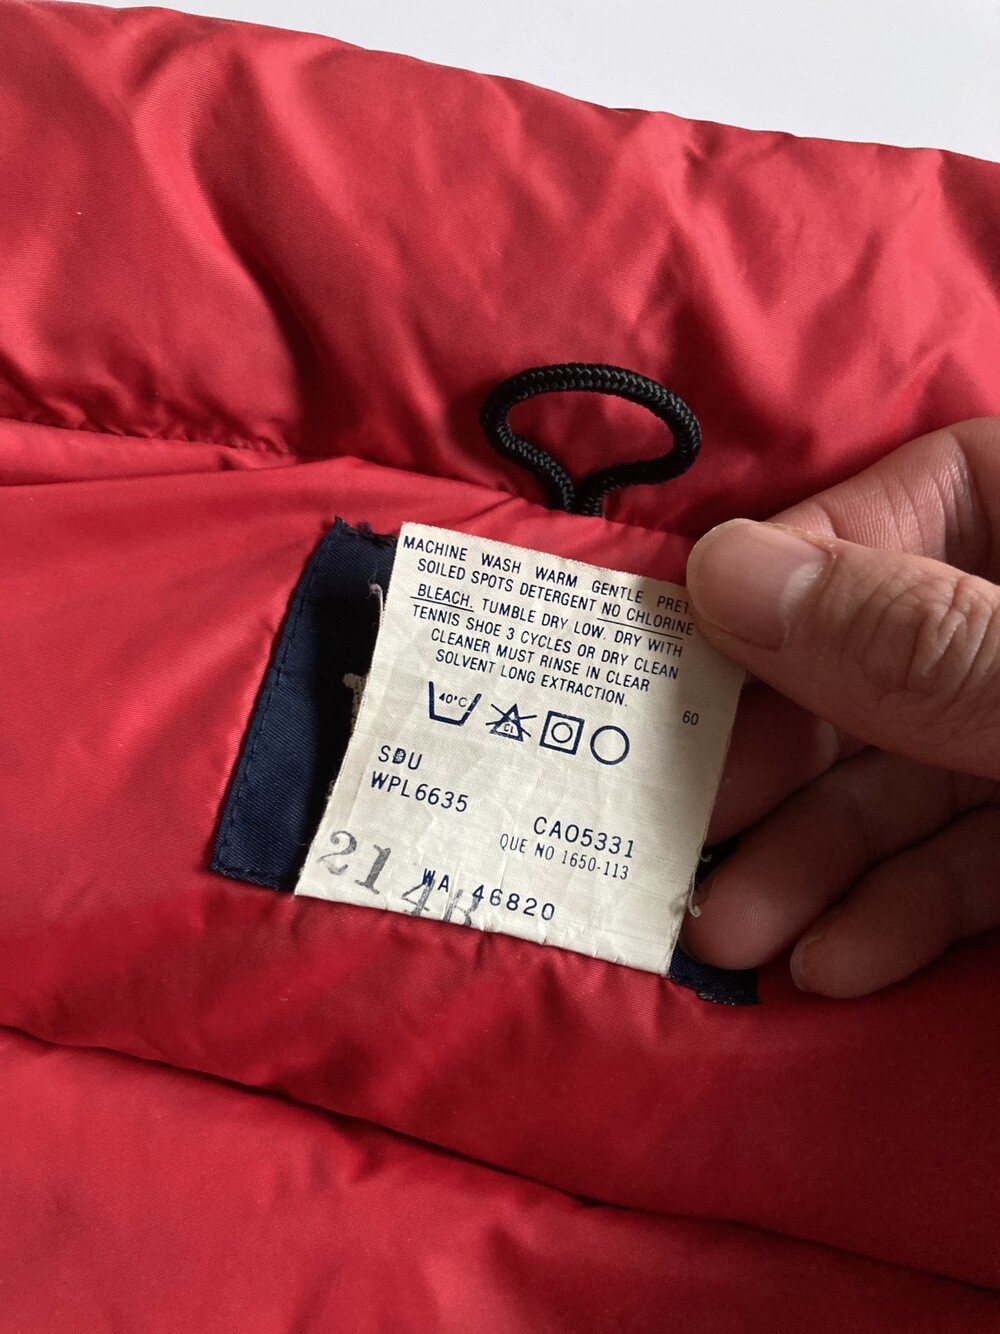 MACHINE WASH WARM GENTLE PRET.
SOILED SPOTS DETERGENT NO CHLORINE
BLEACH. TUMBLE DRY LOW. DRY WITH
TENNIS SHOE 3 CYCLES OR DRY CLEAN
CLEANER MUST RINSE IN CLEAR
SOLVENT LONG EXTRACTION.
60
40°C
Cl
SDU
WPL6635
CA05331
QUE NO 1650-113
WA 46820
21